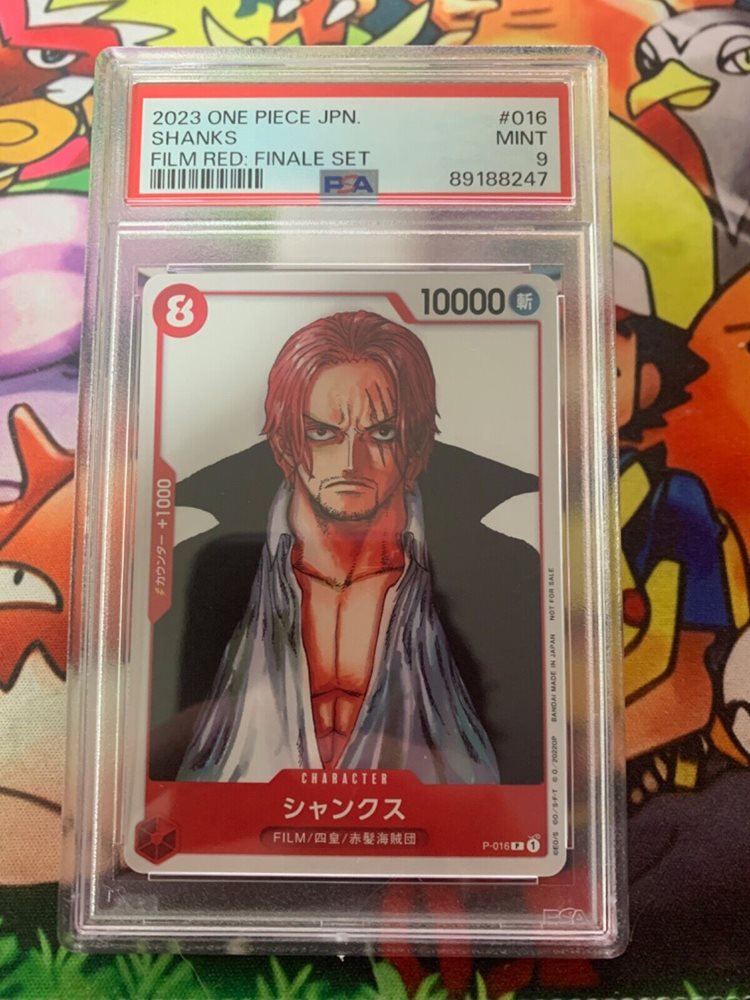 2023 ONE PIECE JPN. #016
SHANKS MINT
FILM RED: FINALE SET 9
PSA 89188247
8 10000 斬
⚡カウンター +1000
NOT FOR SALE
BANDAI MADE IN JAPAN
©E.O/S ©O/S・F・T ©O/2022OP
CHARACTER
シャンクス
FILM/四皇/赤髪海賊団
P-016 P 1
PSA